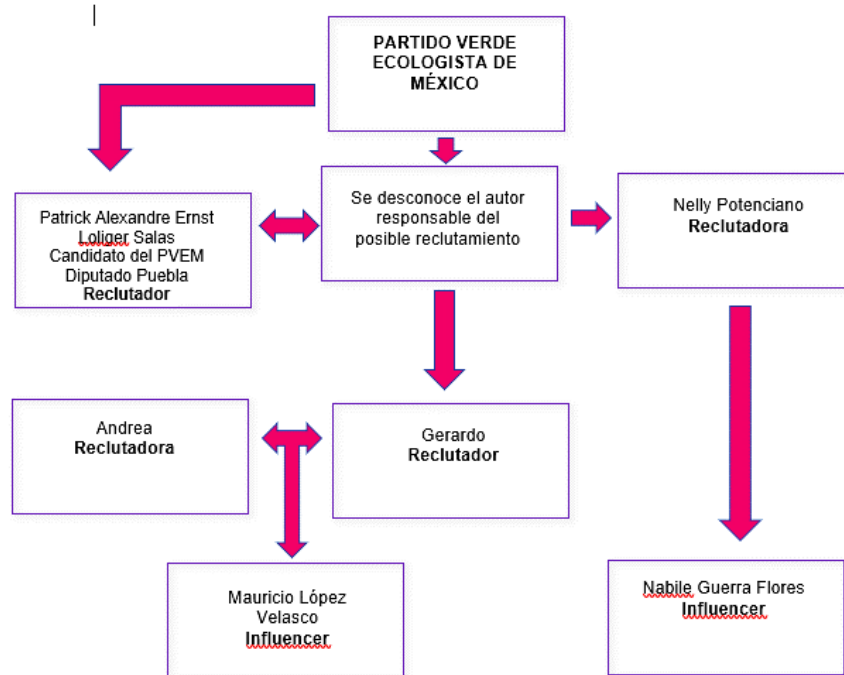 PARTIDO VERDE
ECOLOGISTA DE
MÉXICO
Patrick Alexandre Ernst
Loliger Salas
Candidato del PVEM
Diputado Puebla
Reclutador
Se desconoce el autor
responsable del
posible reclutamiento
Nelly Potenciano
Reclutadora
Andrea
Reclutadora
Gerardo
Reclutador
Mauricio López
Velasco
Influencer
Nabile Guerra Flores
Influencer